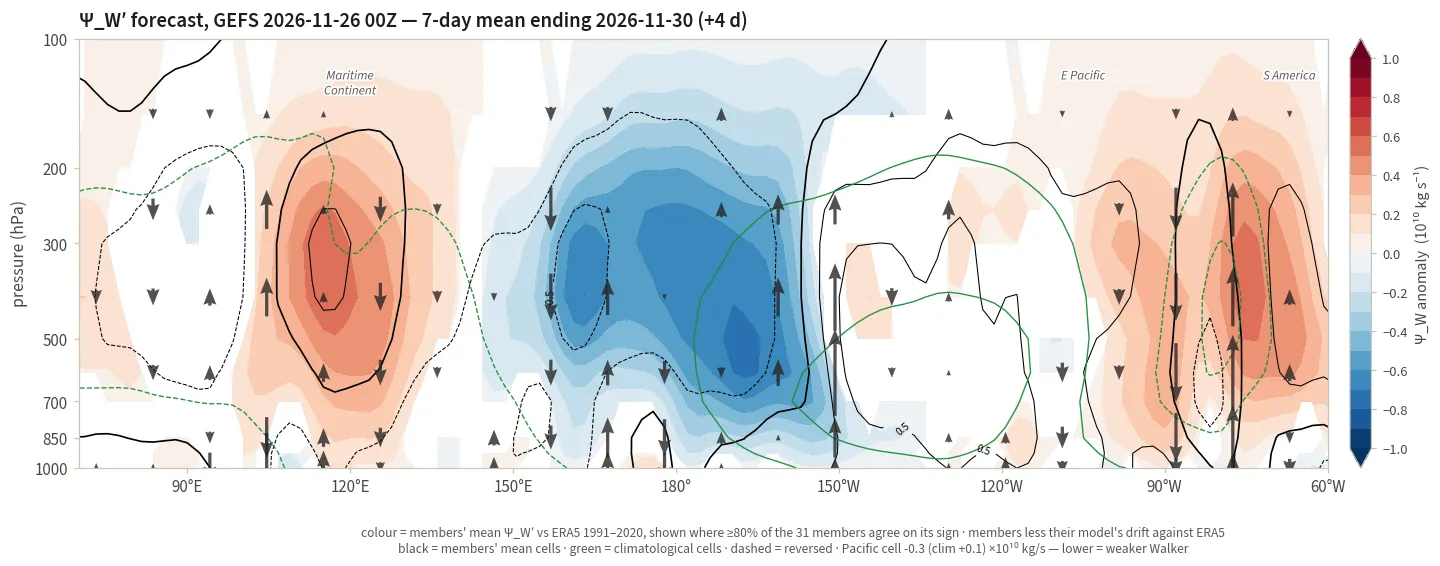 Ψ_W′ forecast, GEFS 2026-11-26 00Z — 7-day mean ending 2026-11-30 (+4 d)
100
200
300
500
700
850
1000
pressure (hPa)
Maritime
Continent
E Pacific
S America
0.5
0.5
90°E
120°E
150°E
180°
150°W
120°W
90°W
60°W
1.0
0.8
0.6
0.4
0.2
0.0
−0.2
−0.4
−0.6
−0.8
−1.0
Ψ_W anomaly (10¹⁰ kg s⁻¹)
colour = members' mean Ψ_W′ vs ERA5 1991–2020, shown where ≥80% of the 31 members agree on its sign · members less their model's drift against ERA5
black = members' mean cells · green = climatological cells · dashed = reversed · Pacific cell -0.3 (clim +0.1) ×10¹⁰ kg/s — lower = weaker Walker